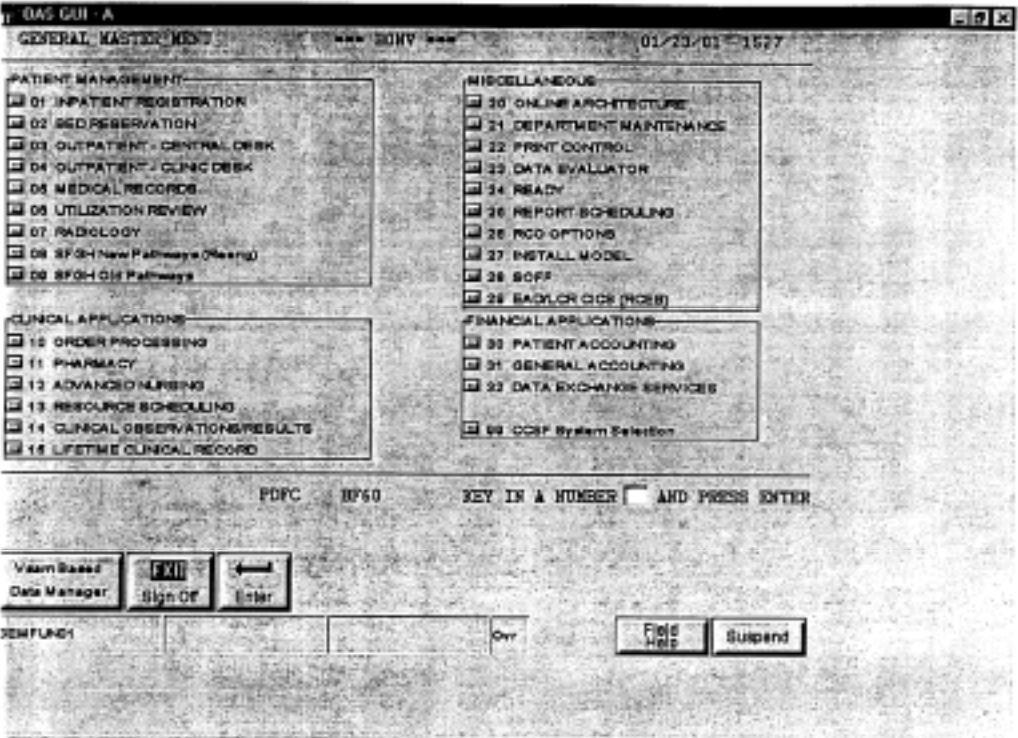 OAS GUI - A
GENERAL MASTER MENU *** *** 01/23/01 1527
PATIENT MANAGEMENT
01 INPATIENT REGISTRATION
02 BED RESERVATION
03 OUTPATIENT - CENTRAL DESK
04 OUTPATIENT - CLINIC DESK
05 MEDICAL RECORDS
06 UTILIZATION REVIEW
07 RADIOLOGY
08 SFGH New Pathways
09 SFGH Old Pathways
CLINICAL APPLICATIONS
10 ORDER PROCESSING
11 PHARMACY
12 ADVANCED NURSING
13 RESOURCE SCHEDULING
14 CLINICAL OBSERVATIONS/RESULTS
15 LIFETIME CLINICAL RECORD
MISCELLANEOUS
20 ONLINE ARCHITECTURE
21 DEPARTMENT MAINTENANCE
22 PRINT CONTROL
23 DATA EVALUATOR
24 READY
25 REPORT SCHEDULING
26 RCO OPTIONS
27 INSTALL MODEL
28
29 EAD/LCR CICS
FINANCIAL APPLICATIONS
30 PATIENT ACCOUNTING
31 GENERAL ACCOUNTING
32 DATA EXCHANGE SERVICES
99 CCSF System Selection
PDFC HF60 KEY IN A NUMBER AND PRESS ENTER
Vsam Based
Data Manager
EXIT
Sign Off
Enter
Ovr
Field
Help
Suspend